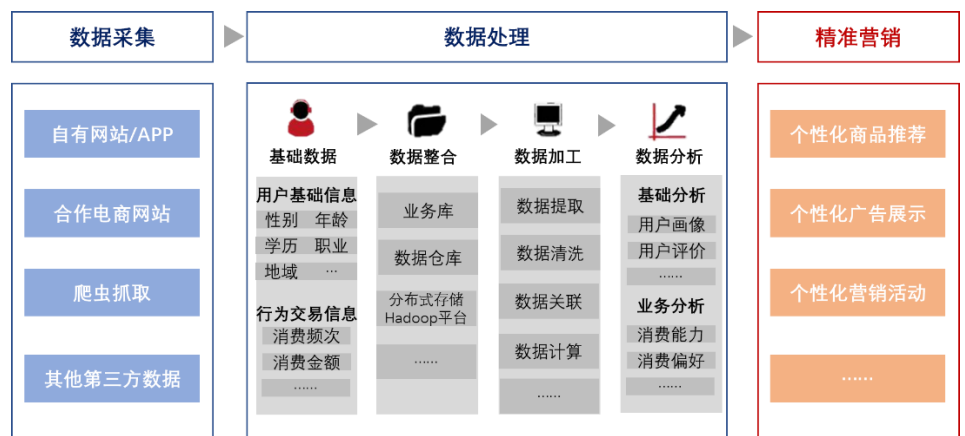 数据采集
数据处理
精准营销
自有网站/APP
合作电商网站
爬虫抓取
其他第三方数据
基础数据
用户基础信息
性别 年龄
学历 职业
地域 ...
行为交易信息
消费频次
消费金额
......
数据整合
业务库
数据仓库
分布式存储
Hadoop平台
......
数据加工
数据提取
数据清洗
数据关联
数据计算
......
数据分析
基础分析
用户画像
用户评价
......
业务分析
消费能力
消费偏好
......
个性化商品推荐
个性化广告展示
个性化营销活动
......